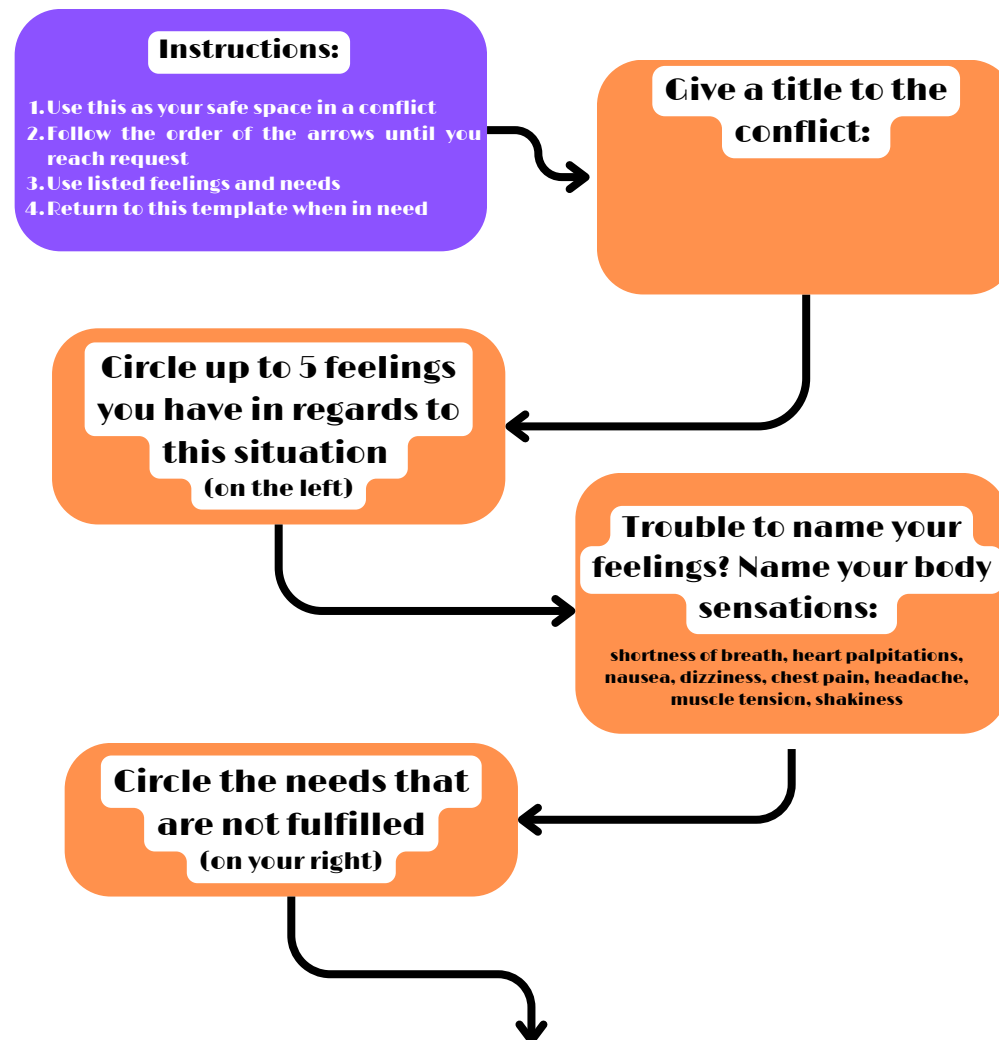 Instructions:
1. Use this as your safe space in a conflict
2. Follow the order of the arrows until you
reach request
3. Use listed feelings and needs
4. Return to this template when in need
Give a title to the
conflict:
Circle up to 5 feelings
you have in regards to
this situation
(on the left)
Trouble to name your
feelings? Name your body
sensations:
shortness of breath, heart palpitations,
nausea, dizziness, chest pain, headache,
muscle tension, shakiness
Circle the needs that
are not fulfilled
(on your right)